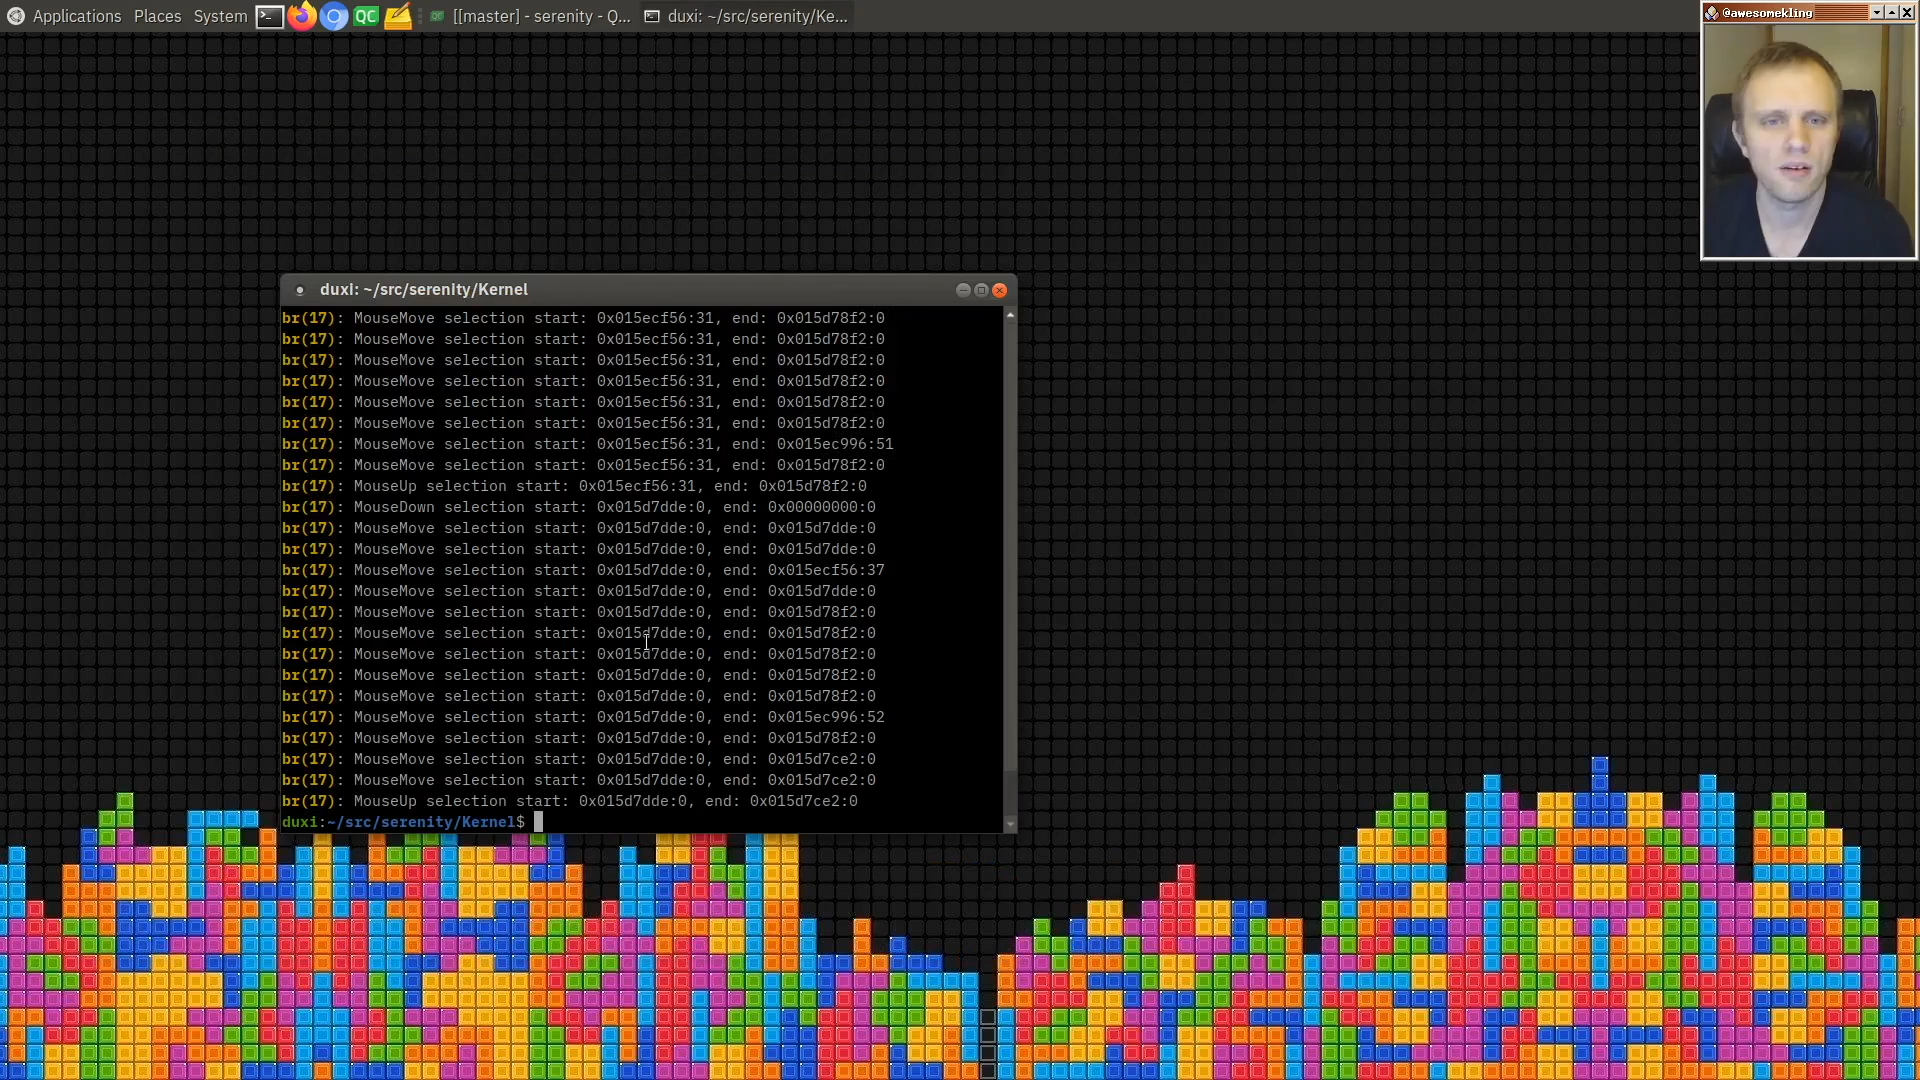 Applications Places System QC [[master] - serenity - Q... duxi: ~/src/serenity/Ke...
@awesomekling
duxi: ~/src/serenity/Kernel
br(17): MouseMove selection start: 0x015ecf56:31, end: 0x015d78f2:0
br(17): MouseMove selection start: 0x015ecf56:31, end: 0x015d78f2:0
br(17): MouseMove selection start: 0x015ecf56:31, end: 0x015d78f2:0
br(17): MouseMove selection start: 0x015ecf56:31, end: 0x015d78f2:0
br(17): MouseMove selection start: 0x015ecf56:31, end: 0x015d78f2:0
br(17): MouseMove selection start: 0x015ecf56:31, end: 0x015d78f2:0
br(17): MouseMove selection start: 0x015ecf56:31, end: 0x015ec996:51
br(17): MouseMove selection start: 0x015ecf56:31, end: 0x015d78f2:0
br(17): MouseUp selection start: 0x015ecf56:31, end: 0x015d78f2:0
br(17): MouseDown selection start: 0x015d7dde:0, end: 0x00000000:0
br(17): MouseMove selection start: 0x015d7dde:0, end: 0x015d7dde:0
br(17): MouseMove selection start: 0x015d7dde:0, end: 0x015d7dde:0
br(17): MouseMove selection start: 0x015d7dde:0, end: 0x015ecf56:37
br(17): MouseMove selection start: 0x015d7dde:0, end: 0x015d7dde:0
br(17): MouseMove selection start: 0x015d7dde:0, end: 0x015d78f2:0
br(17): MouseMove selection start: 0x015d7dde:0, end: 0x015d78f2:0
br(17): MouseMove selection start: 0x015d7dde:0, end: 0x015d78f2:0
br(17): MouseMove selection start: 0x015d7dde:0, end: 0x015d78f2:0
br(17): MouseMove selection start: 0x015d7dde:0, end: 0x015d78f2:0
br(17): MouseMove selection start: 0x015d7dde:0, end: 0x015ec996:52
br(17): MouseMove selection start: 0x015d7dde:0, end: 0x015d78f2:0
br(17): MouseMove selection start: 0x015d7dde:0, end: 0x015d7ce2:0
br(17): MouseMove selection start: 0x015d7dde:0, end: 0x015d7ce2:0
br(17): MouseUp selection start: 0x015d7dde:0, end: 0x015d7ce2:0
duxi:~/src/serenity/Kernel$